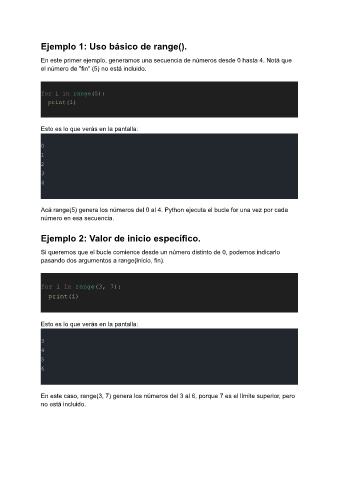 Ejemplo 1: Uso básico de range().
En este primer ejemplo, generamos una secuencia de números desde 0 hasta 4. Notá que
el número de "fin" (5) no está incluido.
for i in range(5):
print(i)
Esto es lo que verás en la pantalla:
0
1
2
3
4
Acá range(5) genera los números del 0 al 4. Python ejecuta el bucle for una vez por cada
número en esa secuencia.
Ejemplo 2: Valor de inicio específico.
Si queremos que el bucle comience desde un número distinto de 0, podemos indicarlo
pasando dos argumentos a range(inicio, fin).
for i in range(3, 7):
print(i)
Esto es lo que verás en la pantalla:
3
4
5
6
En este caso, range(3, 7) genera los números del 3 al 6, porque 7 es el límite superior, pero
no está incluido.